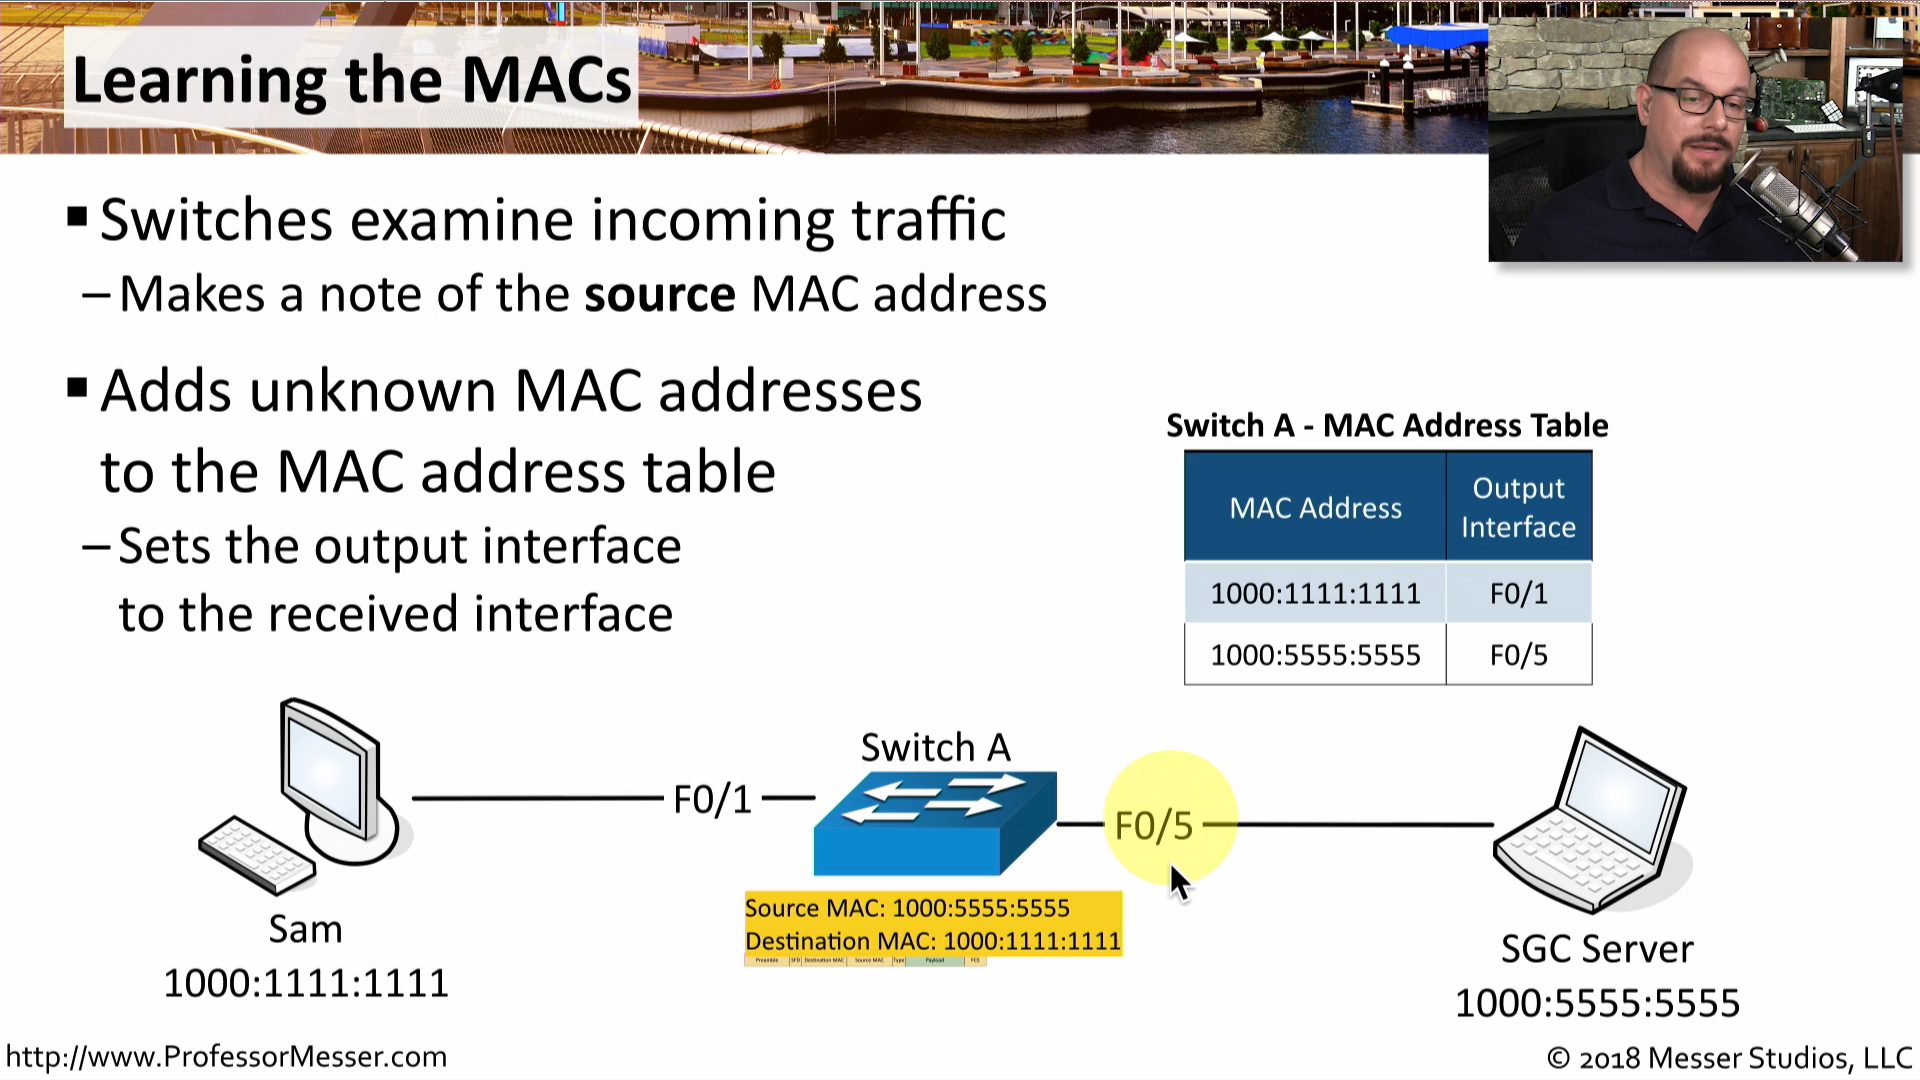 Learning the MACs
▪ Switches examine incoming traffic
– Makes a note of the source MAC address
▪ Adds unknown MAC addresses
to the MAC address table
– Sets the output interface
to the received interface
Switch A - MAC Address Table
MAC Address
Output
Interface
1000:1111:1111 F0/1
1000:5555:5555 F0/5
Switch A
F0/1
F0/5
Source MAC: 1000:5555:5555
Destination MAC: 1000:1111:1111
Preamble SFD Destination MAC Source MAC Type Payload FCS
Sam
1000:1111:1111
SGC Server
1000:5555:5555
http://www.ProfessorMesser.com
© 2018 Messer Studios, LLC